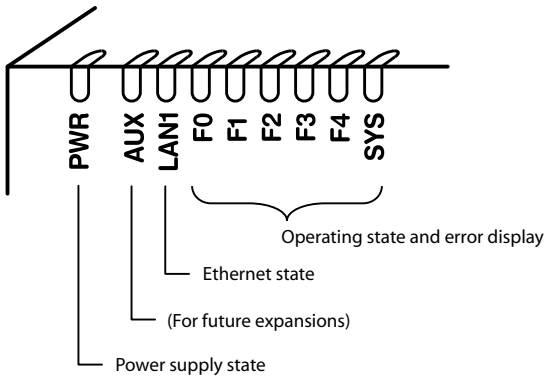 PWR
AUX
LAN1
F0
F1
F2
F3
F4
SYS
Operating state and error display
Ethernet state
(For future expansions)
Power supply state